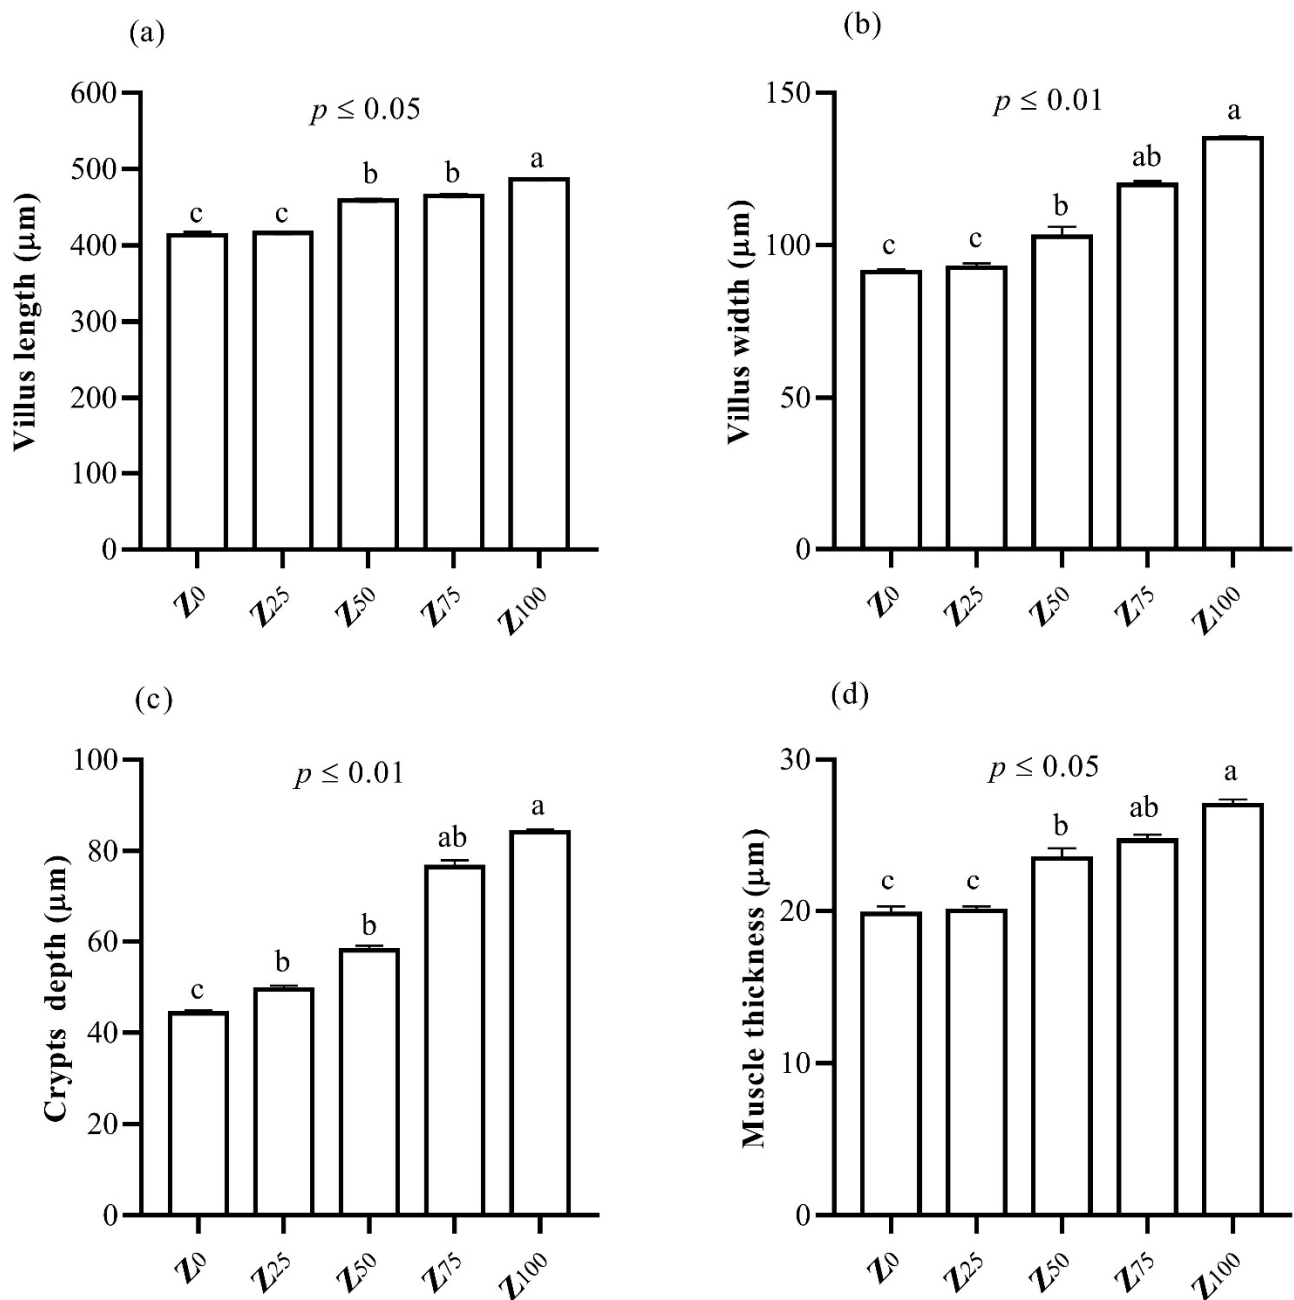 (a)
p ≤ 0.05
Villus length (μm)
600
500
400
300
200
100
0
c
c
b
b
a
Z0
Z25
Z50
Z75
Z100
(b)
p ≤ 0.01
Villus width (μm)
150
100
50
0
c
c
b
ab
a
Z0
Z25
Z50
Z75
Z100
(c)
p ≤ 0.01
Crypts depth (μm)
100
80
60
40
20
0
c
b
b
ab
a
Z0
Z25
Z50
Z75
Z100
(d)
p ≤ 0.05
Muscle thickness (μm)
30
20
10
0
c
c
b
ab
a
Z0
Z25
Z50
Z75
Z100